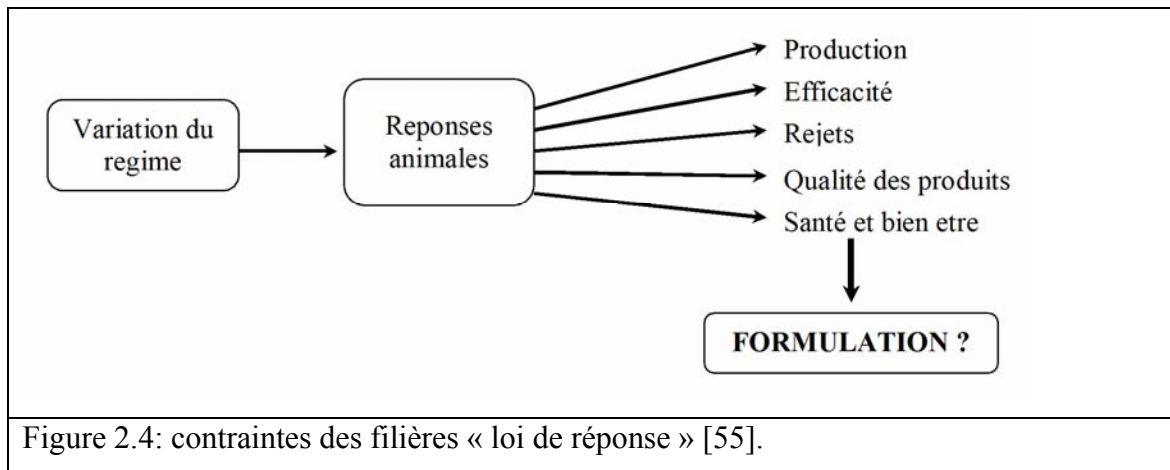 Variation du
regime
Reponses
animales
Production
Efficacité
Rejets
Qualité des produits
Santé et bien etre
FORMULATION ?
Figure 2.4: contraintes des filières « loi de réponse » [55].